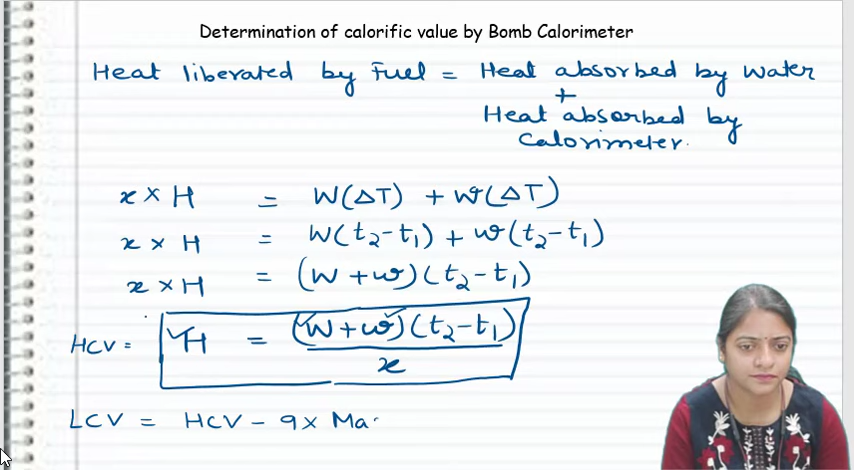 Determination of calorific value by Bomb Calorimeter
Heat liberated by Fuel = Heat absorbed by water
+
Heat absorbed by
Calorimeter.
x × H = W(ΔT) + w(ΔT)
x × H = W(t₂-t₁) + w(t₂-t₁)
x × H = (W + w)(t₂-t₁)
HCV = H = (W+w)(t₂-t₁)
x
LCV = HCV - 9 × Ma